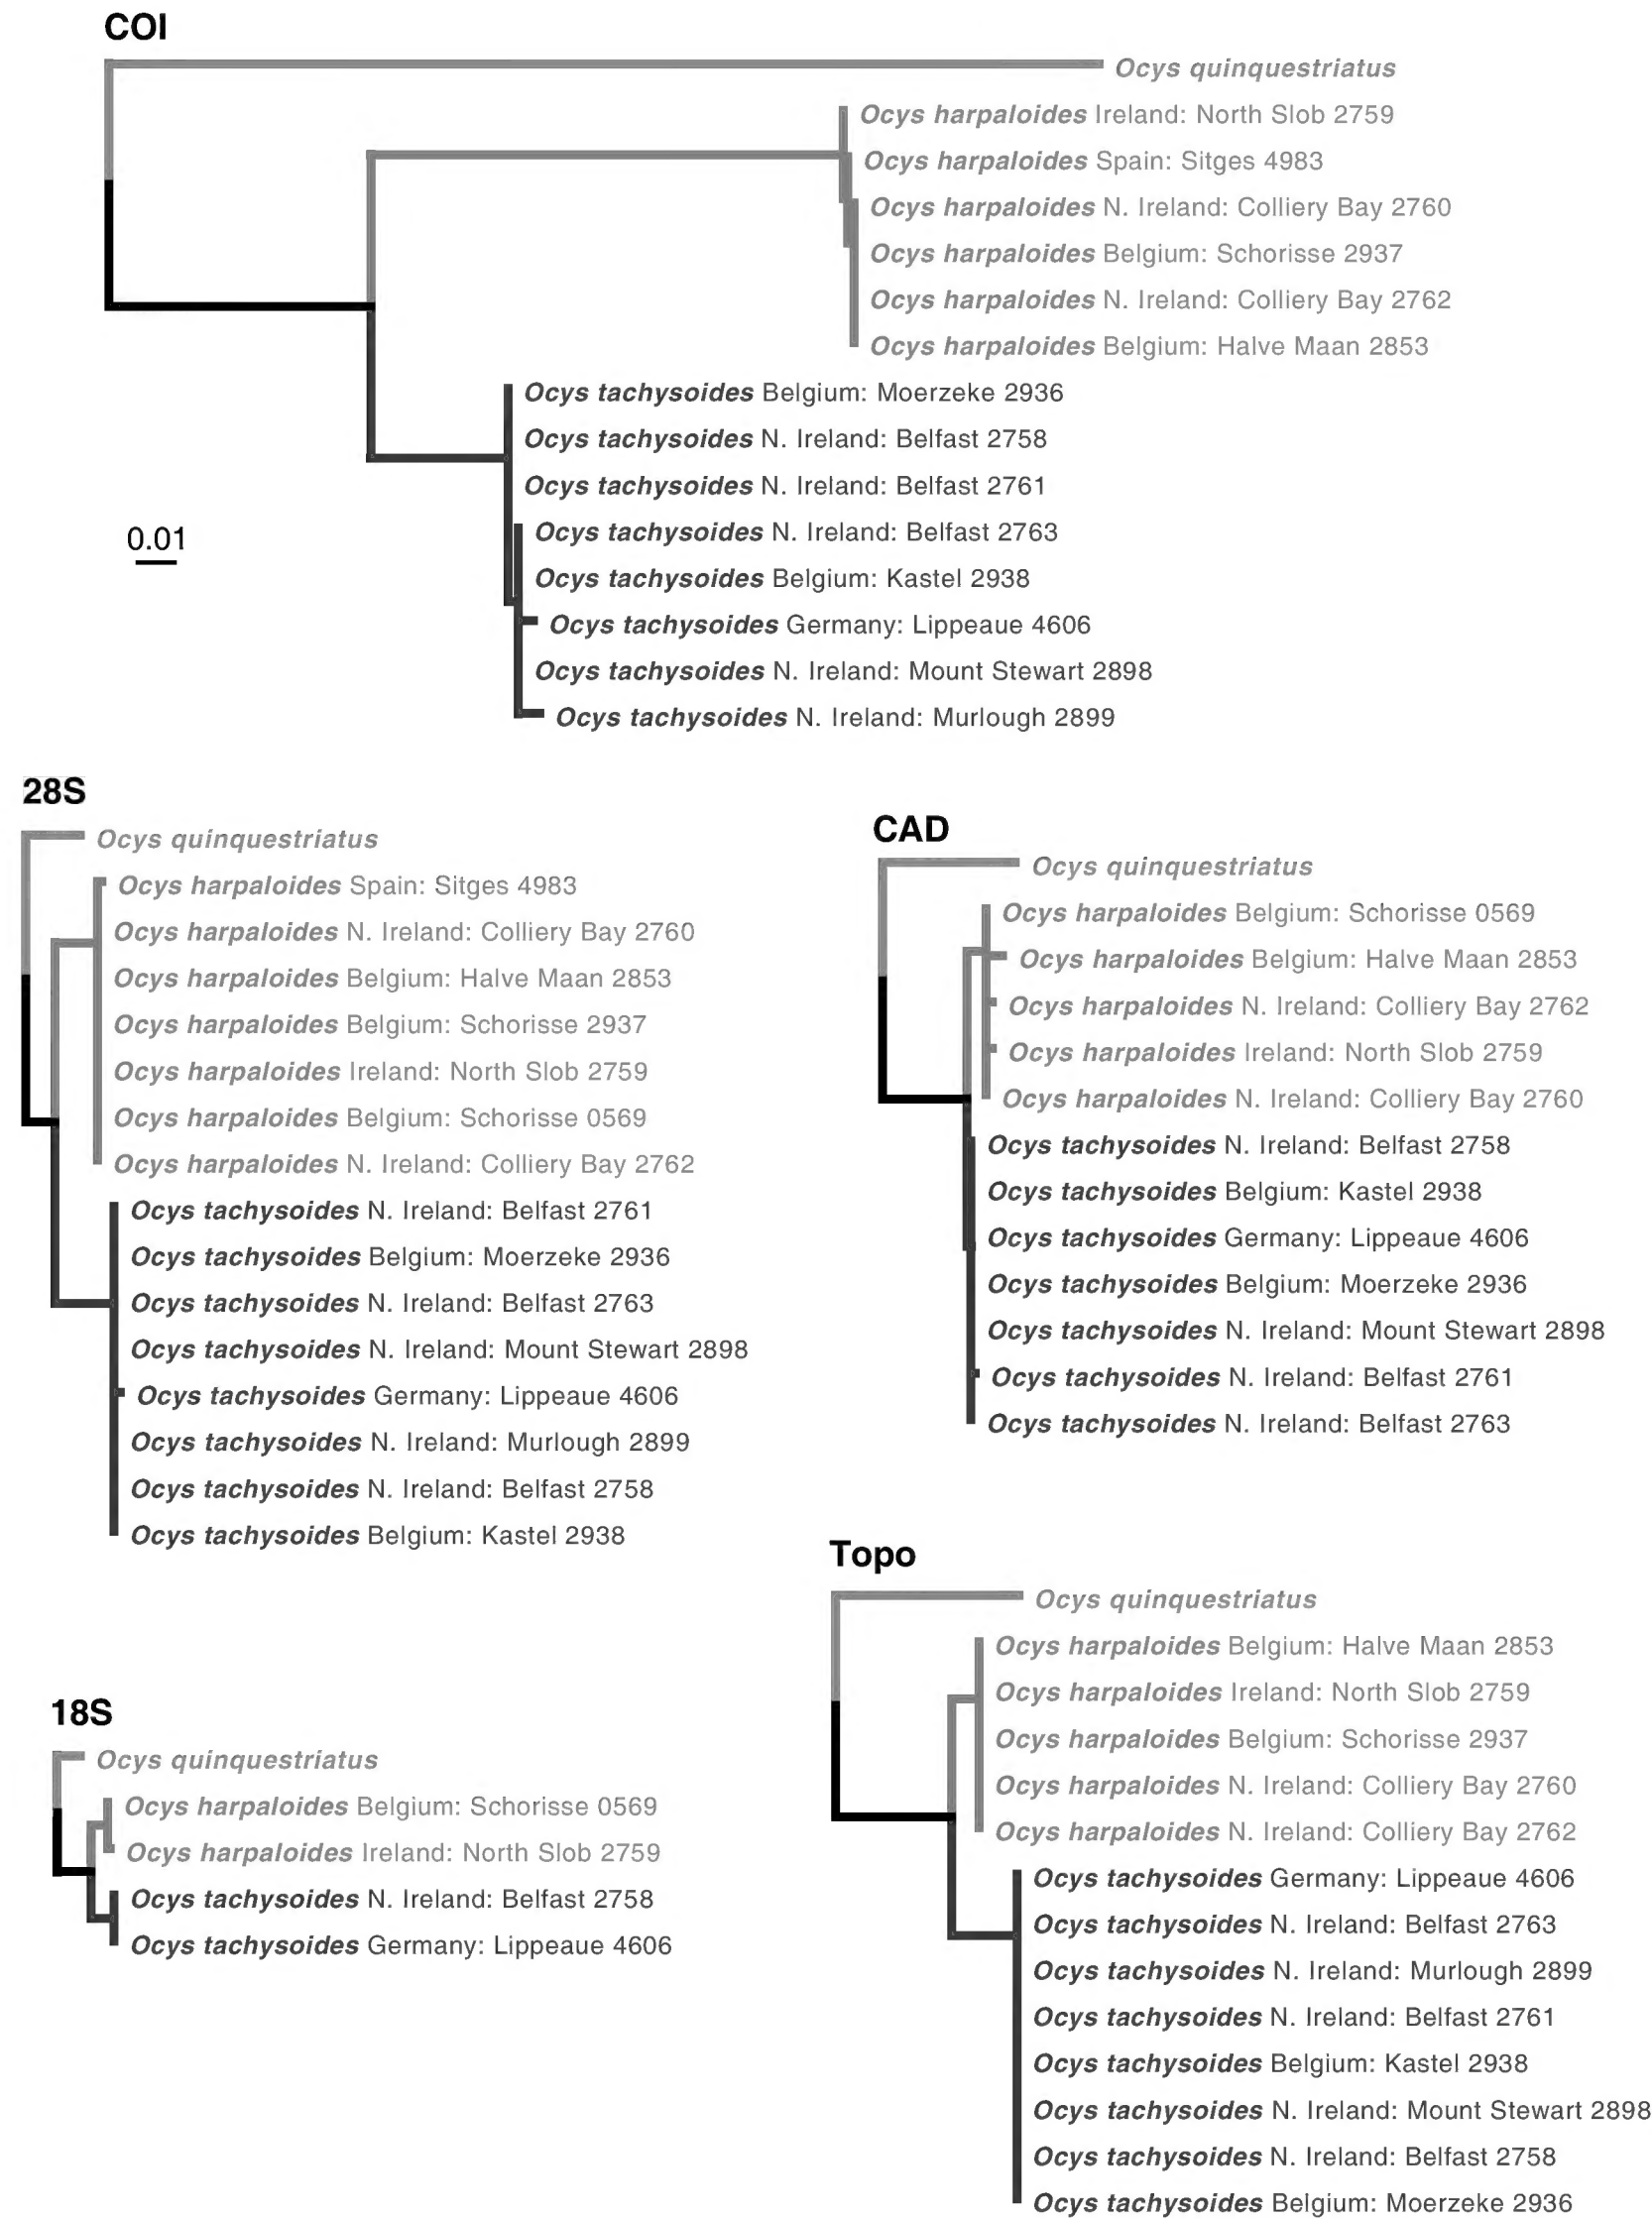 COI
Ocys quinquestriatus
Ocys harpaloides Ireland: North Slob 2759
Ocys harpaloides Spain: Sitges 4983
Ocys harpaloides N. Ireland: Colliery Bay 2760
Ocys harpaloides Belgium: Schorisse 2937
Ocys harpaloides N. Ireland: Colliery Bay 2762
Ocys harpaloides Belgium: Halve Maan 2853
Ocys tachysoides Belgium: Moerzeke 2936
Ocys tachysoides N. Ireland: Belfast 2758
Ocys tachysoides N. Ireland: Belfast 2761
Ocys tachysoides N. Ireland: Belfast 2763
Ocys tachysoides Belgium: Kastel 2938
Ocys tachysoides Germany: Lippeaue 4606
Ocys tachysoides N. Ireland: Mount Stewart 2898
Ocys tachysoides N. Ireland: Murlough 2899
0.01
28S
Ocys quinquestriatus
Ocys harpaloides Spain: Sitges 4983
Ocys harpaloides N. Ireland: Colliery Bay 2760
Ocys harpaloides Belgium: Halve Maan 2853
Ocys harpaloides Belgium: Schorisse 2937
Ocys harpaloides Ireland: North Slob 2759
Ocys harpaloides Belgium: Schorisse 0569
Ocys harpaloides N. Ireland: Colliery Bay 2762
Ocys tachysoides N. Ireland: Belfast 2761
Ocys tachysoides Belgium: Moerzeke 2936
Ocys tachysoides N. Ireland: Belfast 2763
Ocys tachysoides N. Ireland: Mount Stewart 2898
Ocys tachysoides Germany: Lippeaue 4606
Ocys tachysoides N. Ireland: Murlough 2899
Ocys tachysoides N. Ireland: Belfast 2758
Ocys tachysoides Belgium: Kastel 2938
CAD
Ocys quinquestriatus
Ocys harpaloides Belgium: Schorisse 0569
Ocys harpaloides Belgium: Halve Maan 2853
Ocys harpaloides N. Ireland: Colliery Bay 2762
Ocys harpaloides Ireland: North Slob 2759
Ocys harpaloides N. Ireland: Colliery Bay 2760
Ocys tachysoides N. Ireland: Belfast 2758
Ocys tachysoides Belgium: Kastel 2938
Ocys tachysoides Germany: Lippeaue 4606
Ocys tachysoides Belgium: Moerzeke 2936
Ocys tachysoides N. Ireland: Mount Stewart 2898
Ocys tachysoides N. Ireland: Belfast 2761
Ocys tachysoides N. Ireland: Belfast 2763
18S
Ocys quinquestriatus
Ocys harpaloides Belgium: Schorisse 0569
Ocys harpaloides Ireland: North Slob 2759
Ocys tachysoides N. Ireland: Belfast 2758
Ocys tachysoides Germany: Lippeaue 4606
Topo
Ocys quinquestriatus
Ocys harpaloides Belgium: Halve Maan 2853
Ocys harpaloides Ireland: North Slob 2759
Ocys harpaloides Belgium: Schorisse 2937
Ocys harpaloides N. Ireland: Colliery Bay 2760
Ocys harpaloides N. Ireland: Colliery Bay 2762
Ocys tachysoides Germany: Lippeaue 4606
Ocys tachysoides N. Ireland: Belfast 2763
Ocys tachysoides N. Ireland: Murlough 2899
Ocys tachysoides N. Ireland: Belfast 2761
Ocys tachysoides Belgium: Kastel 2938
Ocys tachysoides N. Ireland: Mount Stewart 2898
Ocys tachysoides N. Ireland: Belfast 2758
Ocys tachysoides Belgium: Moerzeke 2936